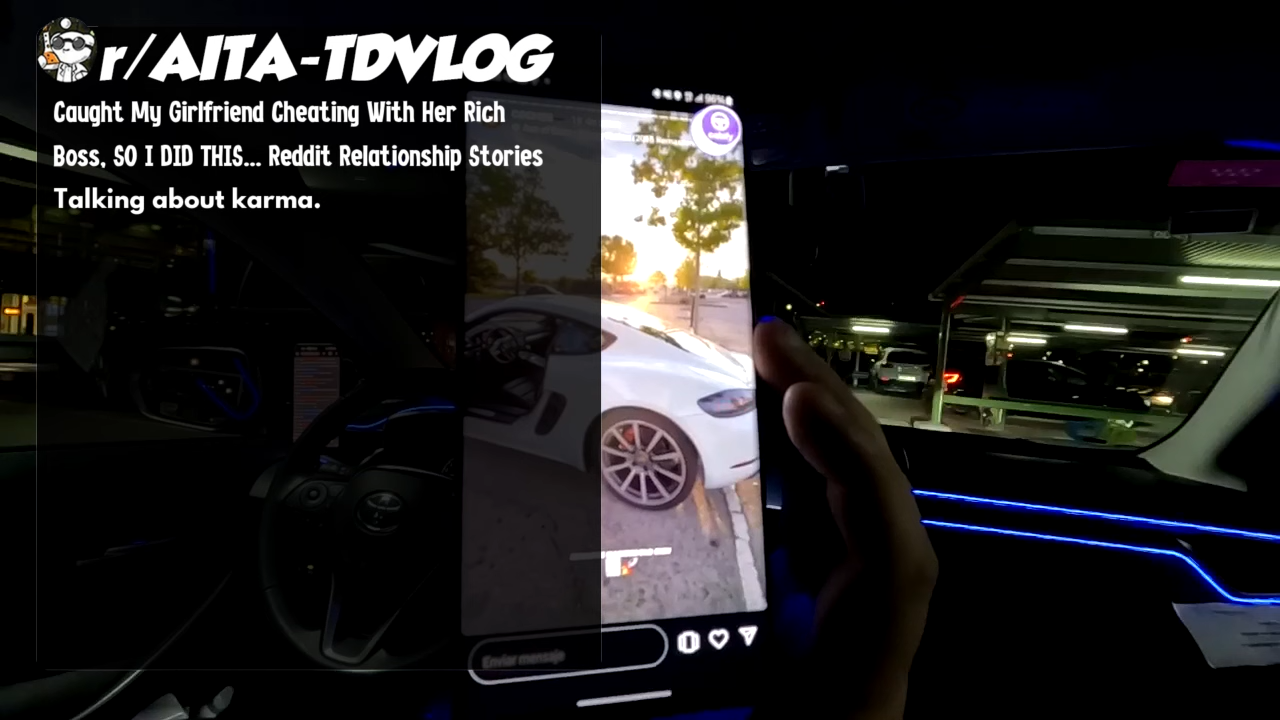 r/AITA-TDVLOG
Caught My Girlfriend Cheating With Her Rich
Boss, SO I DID THIS... Reddit Relationship Stories
Talking about karma.
Enviar mensaje